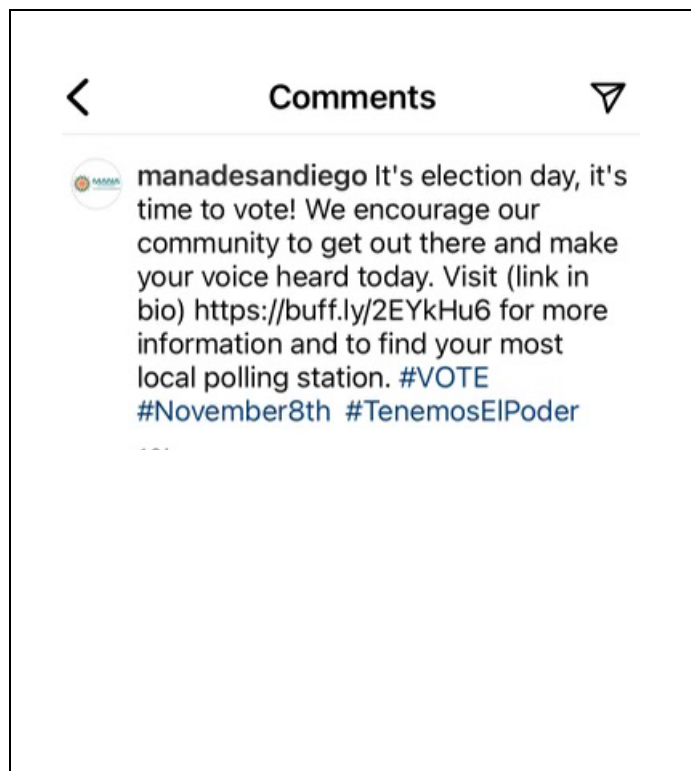 Comments
manadesandiego It's election day, it's
time to vote! We encourage our
community to get out there and make
your voice heard today. Visit (link in
bio) https://buff.ly/2EYkHu6 for more
information and to find your most
local polling station. #VOTE
#November8th #TenemosElPoder
MANA